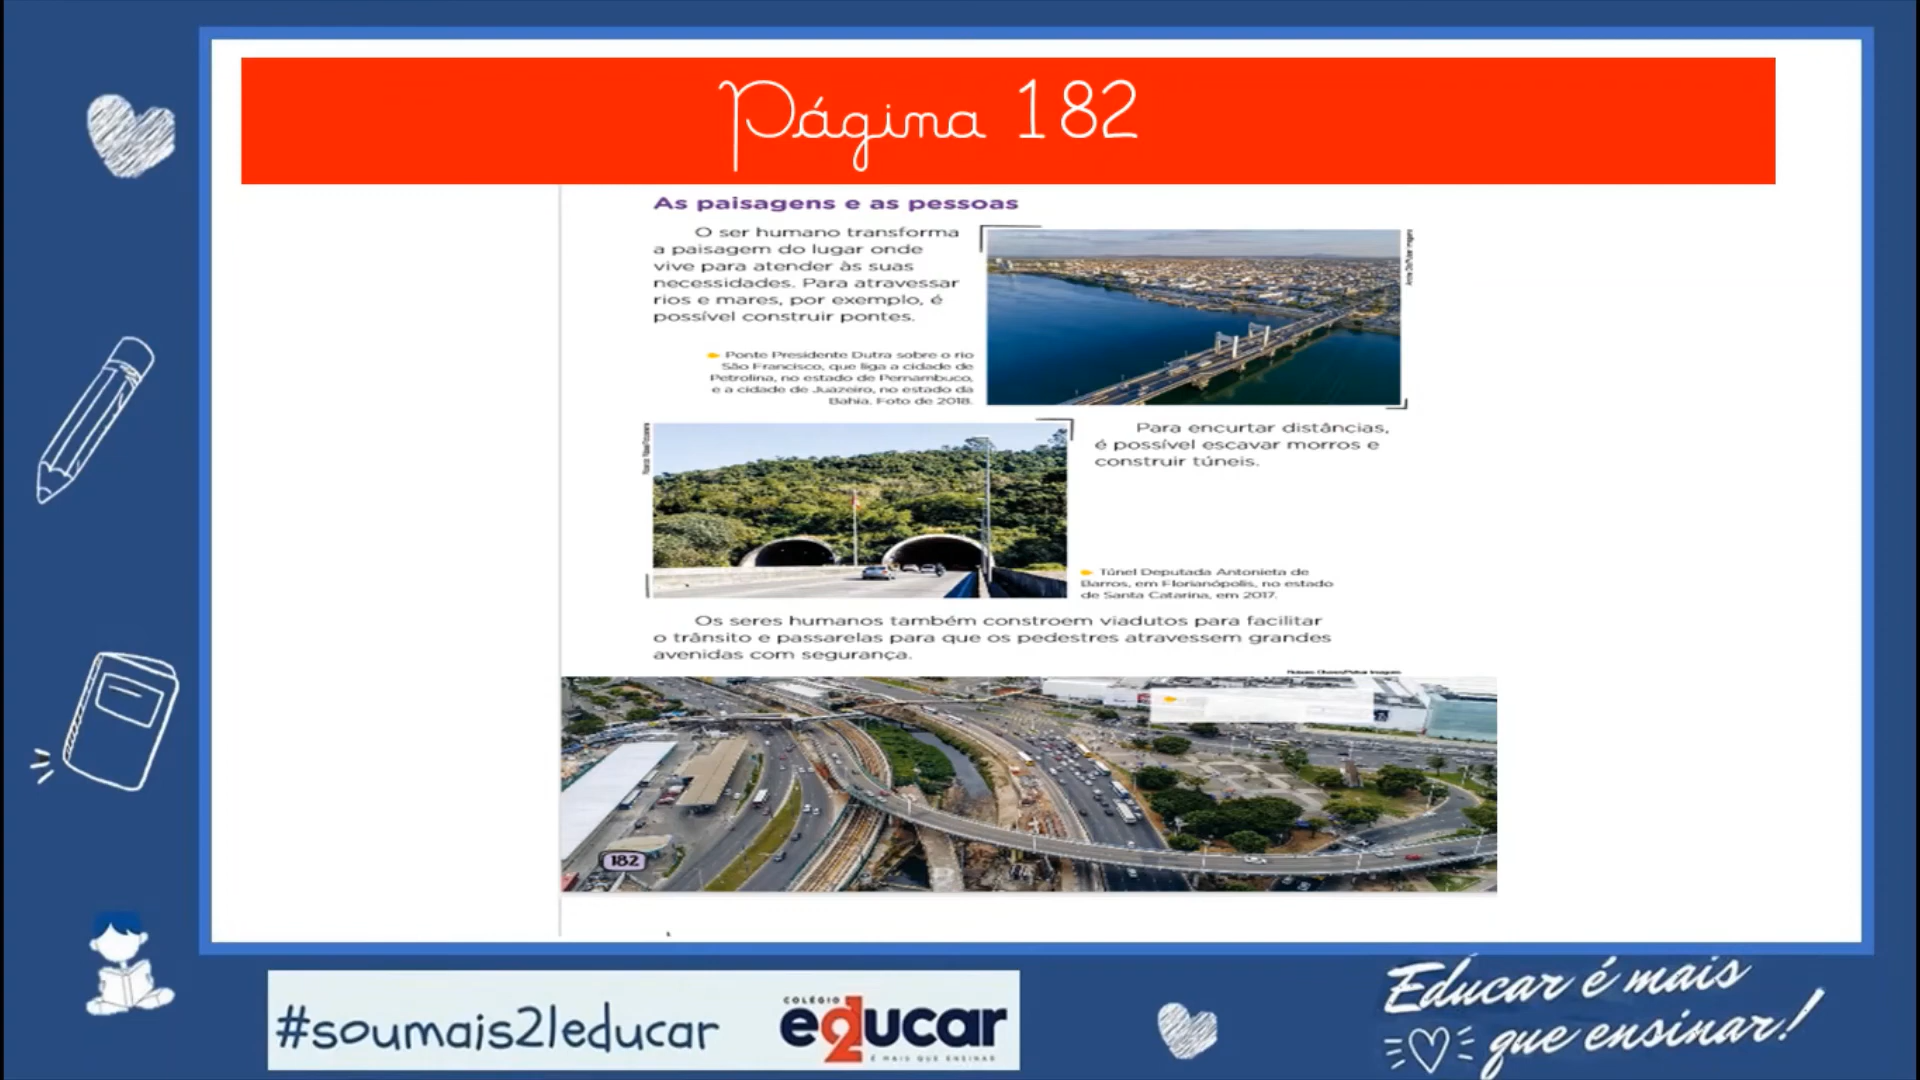 Página 182
As paisagens e as pessoas
O ser humano transforma
a paisagem do lugar onde
vive para atender às suas
necessidades. Para atravessar
rios e mares, por exemplo, é
possível construir pontes.
Ponte Presidente Dutra sobre o rio
São Francisco, que liga a cidade de
Petrolina, no estado de Pernambuco,
e a cidade de Juazeiro, no estado da
Bahia. Foto de 2018.
Para encurtar distâncias,
é possível escavar morros e
construir túneis.
Túnel Deputada Antonieta de
Barros, em Florianópolis, no estado
de Santa Catarina, em 2017.
Os seres humanos também constroem viadutos para facilitar
o trânsito e passarelas para que os pedestres atravessem grandes
avenidas com segurança.
182
#soumais21educar
COLÉGIO
educar
É MAIS QUE ENSINAR
Educar é mais
que ensinar!